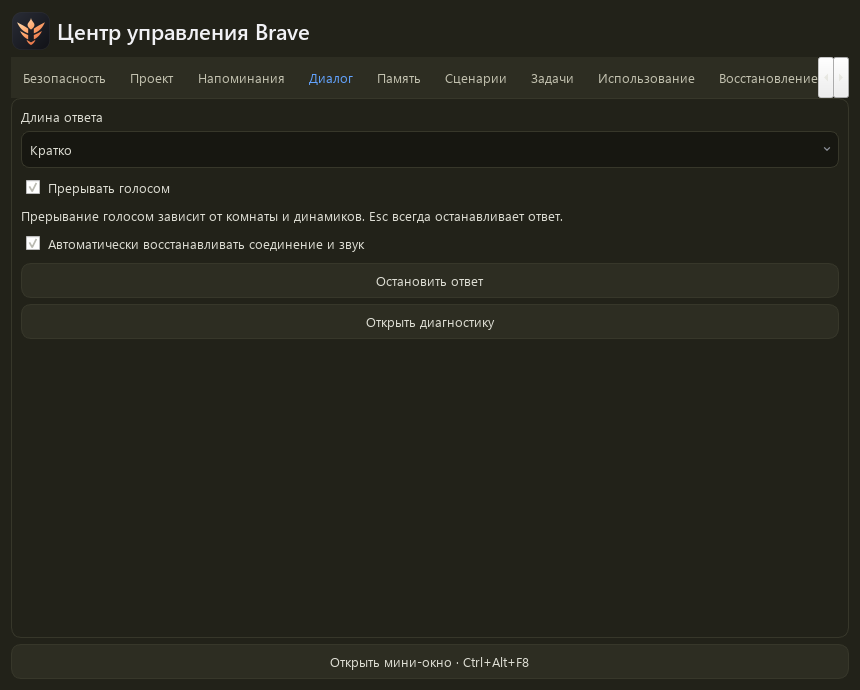 Центр управления Brave
Безопасность Проект Напоминания Диалог Память Сценарии Задачи Использование Восстановление
Длина ответа
Кратко
Прерывать голосом
Прерывание голосом зависит от комнаты и динамиков. Esc всегда останавливает ответ.
Автоматически восстанавливать соединение и звук
Остановить ответ
Открыть диагностику
Открыть мини-окно · Ctrl+Alt+F8